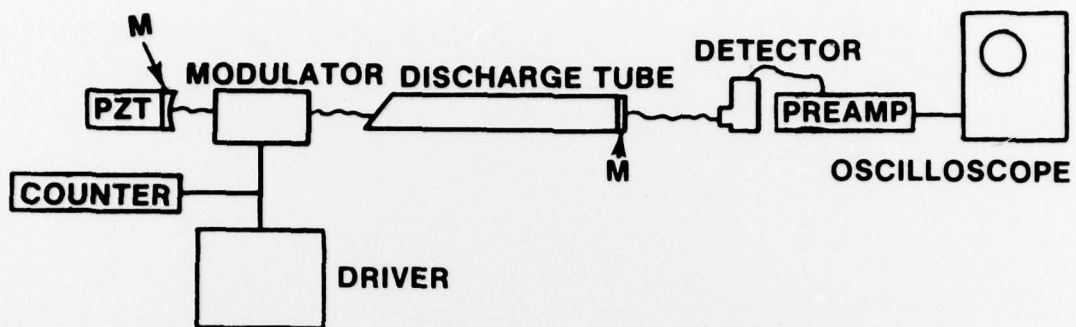 M
MODULATOR
DISCHARGE TUBE
DETECTOR
PZT
PREAMP
M
OSCILLOSCOPE
COUNTER
DRIVER